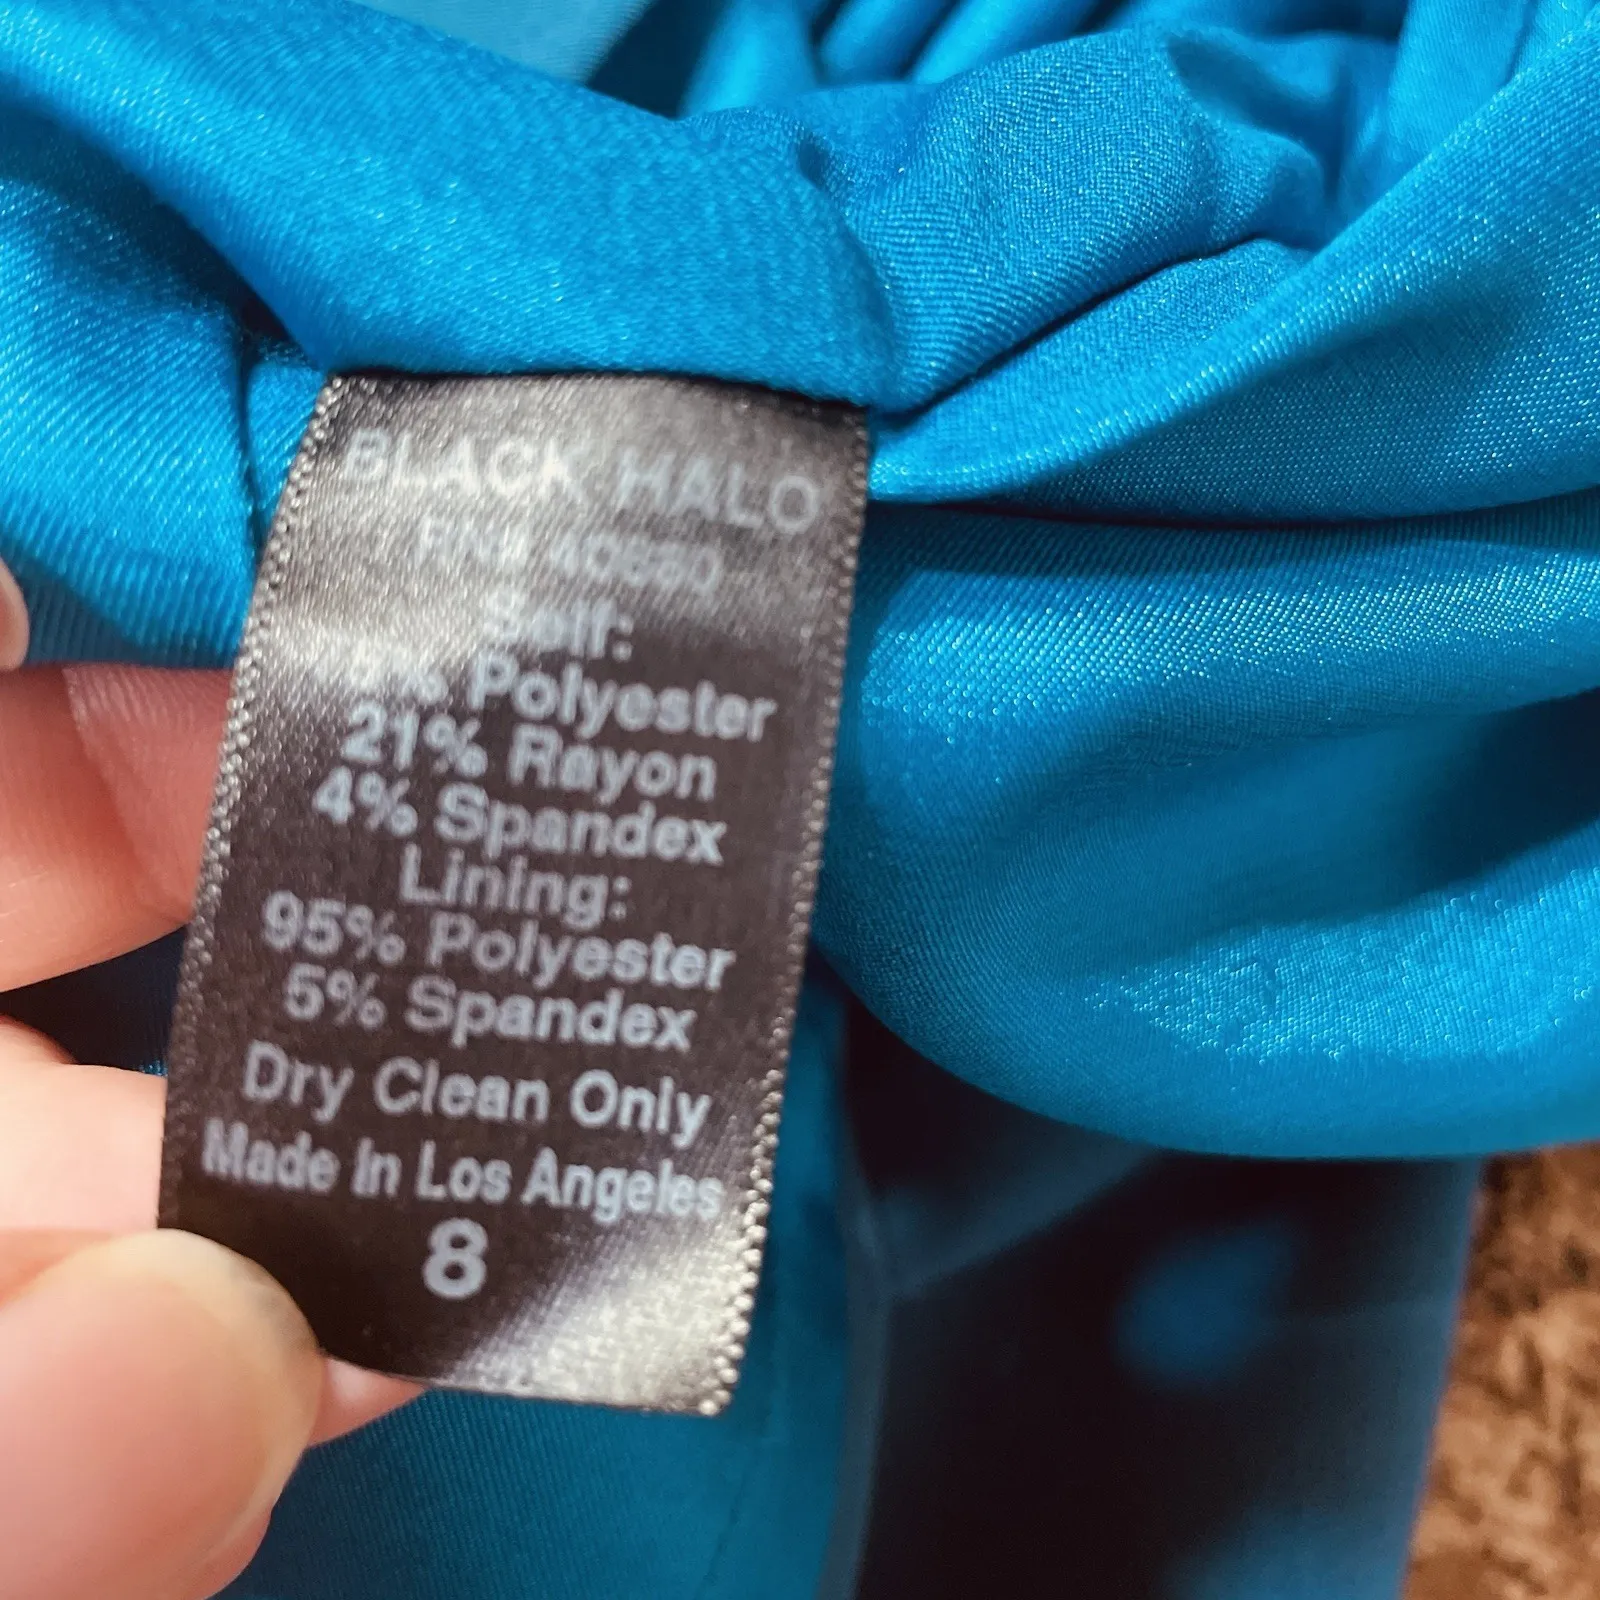 BLACK HALO
Self:
Polyester
21% Rayon
4% Spandex
Lining:
95% Polyester
5% Spandex
Dry Clean Only
Made In Los Angeles
8